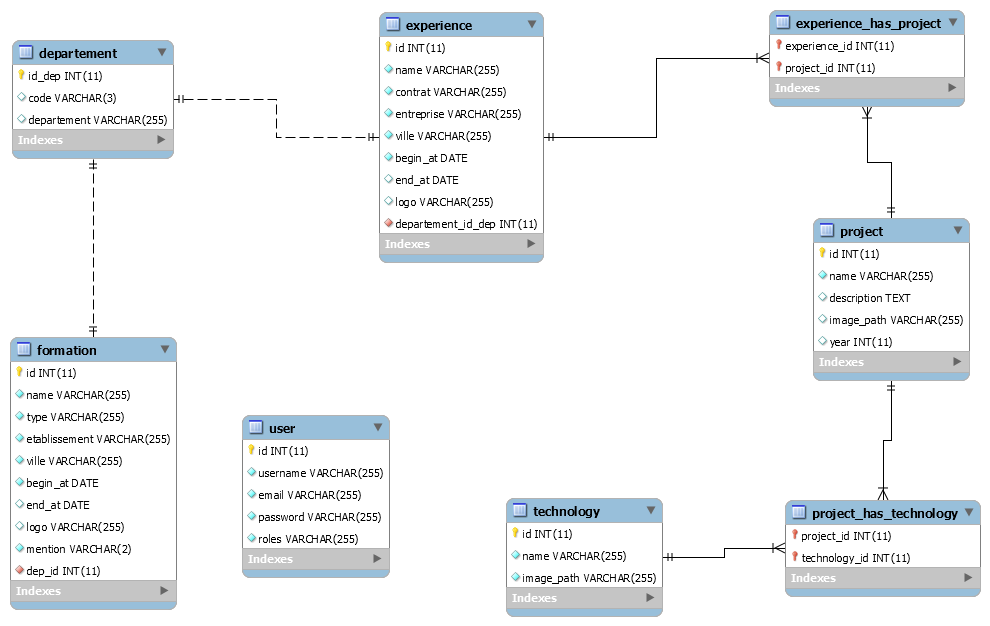 departement
id_dep INT(11)
code VARCHAR(3)
departement VARCHAR(255)
Indexes
experience
id INT(11)
name VARCHAR(255)
contrat VARCHAR(255)
entreprise VARCHAR(255)
ville VARCHAR(255)
begin_at DATE
end_at DATE
logo VARCHAR(255)
departement_id_dep INT(11)
Indexes
experience_has_project
experience_id INT(11)
project_id INT(11)
Indexes
project
id INT(11)
name VARCHAR(255)
description TEXT
image_path VARCHAR(255)
year INT(11)
Indexes
formation
id INT(11)
name VARCHAR(255)
type VARCHAR(255)
etablissement VARCHAR(255)
ville VARCHAR(255)
begin_at DATE
end_at DATE
logo VARCHAR(255)
mention VARCHAR(2)
dep_id INT(11)
Indexes
user
id INT(11)
username VARCHAR(255)
email VARCHAR(255)
password VARCHAR(255)
roles VARCHAR(255)
Indexes
technology
id INT(11)
name VARCHAR(255)
image_path VARCHAR(255)
Indexes
project_has_technology
project_id INT(11)
technology_id INT(11)
Indexes